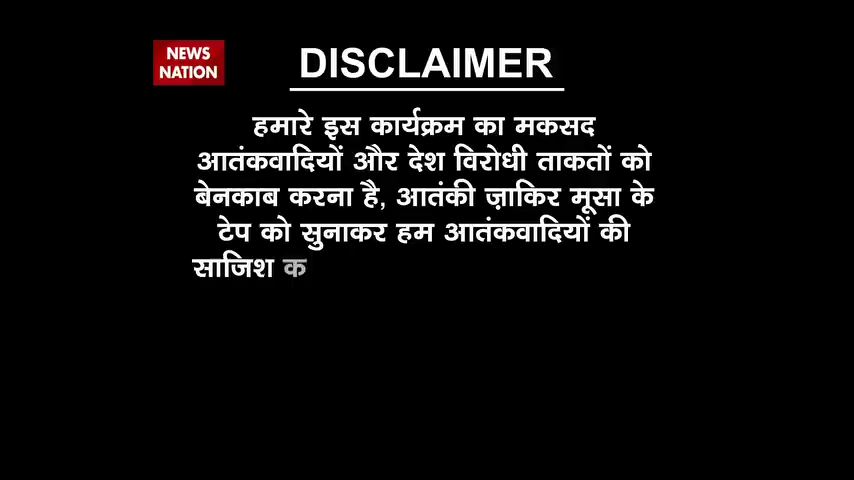 NEWS
NATION
DISCLAIMER
हमारे इस कार्यक्रम का मकसद
आतंकवादियों और देश विरोधी ताकतों को
बेनकाब करना है, आतंकी ज़ाकिर मूसा के
टेप को सुनाकर हम आतंकवादियों की
साजिश क